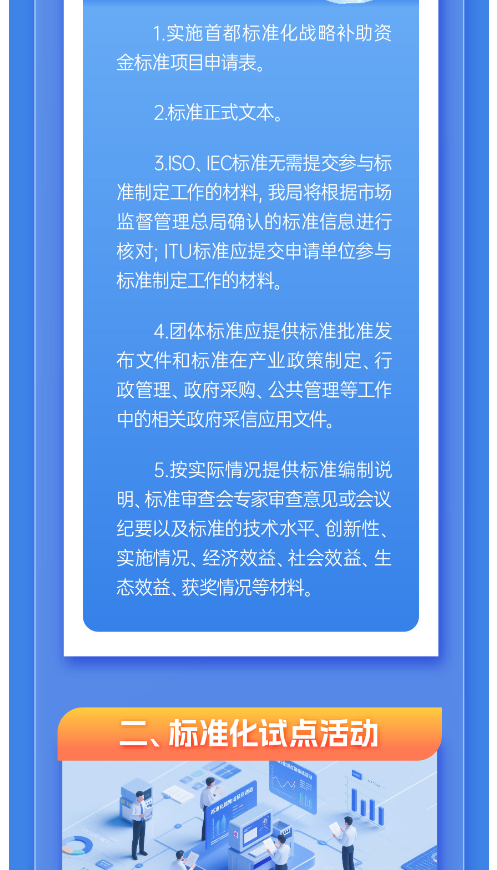 1.实施首都标准化战略补助资
金标准项目申请表。
2.标准正式文本。
3.ISO、IEC标准无需提交参与标
准制定工作的材料, 我局将根据市场
监督管理总局确认的标准信息进行
核对; ITU标准应提交申请单位参与
标准制定工作的材料。
4.团体标准应提供标准批准发
布文件和标准在产业政策制定、行
政管理、政府采购、公共管理等工作
中的相关政府采信应用文件。
5.按实际情况提供标准编制说
明、标准审查会专家审查意见或会议
纪要以及标准的技术水平、创新性、
实施情况、经济效益、社会效益、生
态效益、获奖情况等材料。
二、标准化试点活动